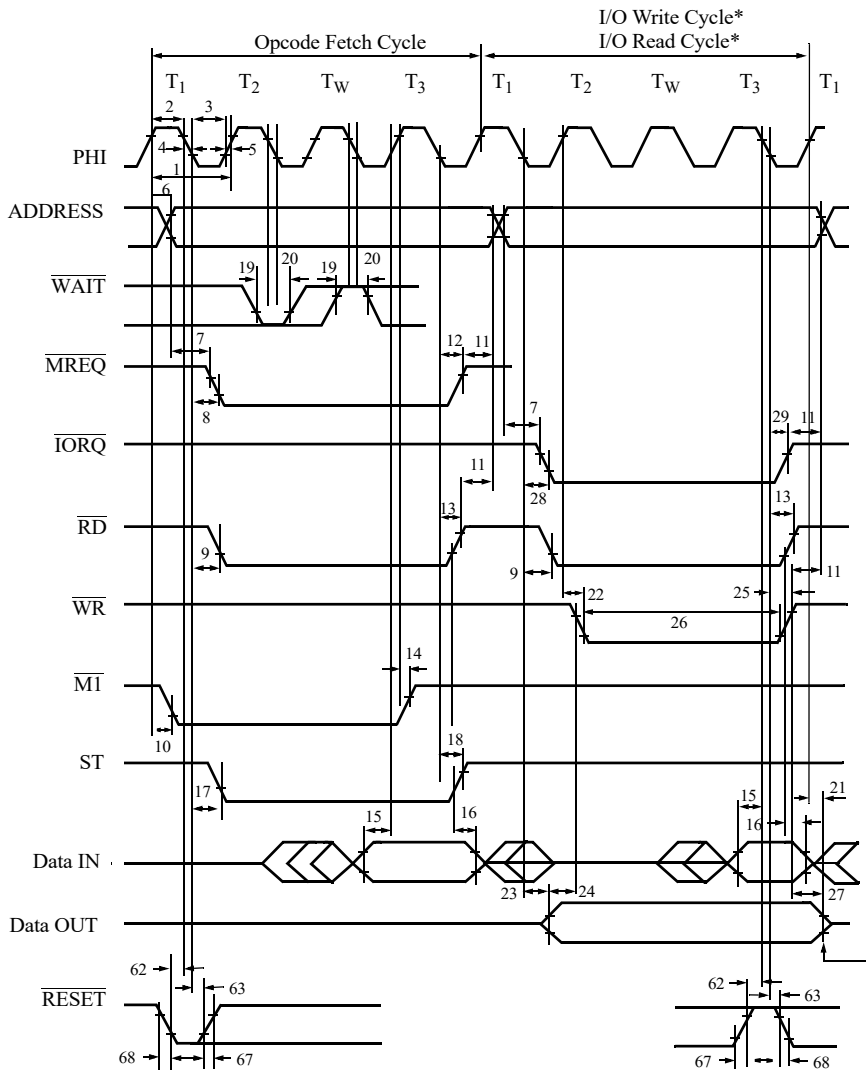 I/O Write Cycle*
Opcode Fetch Cycle I/O Read Cycle*
T1 T2 TW T3 T1 T2 TW T3 T1
2 3
PHI
4 5
1
6
ADDRESS
19 20 19 20
WAIT
7 12 11
MREQ
8 7 29 11
IORQ
11 28
13 13
RD
9 9 11
22 25
WR
26
14
M1
10 18
ST
17 21
15 16 15 16
Data IN
23 24 27
Data OUT
62 63 62 63
RESET
68 67 67 68